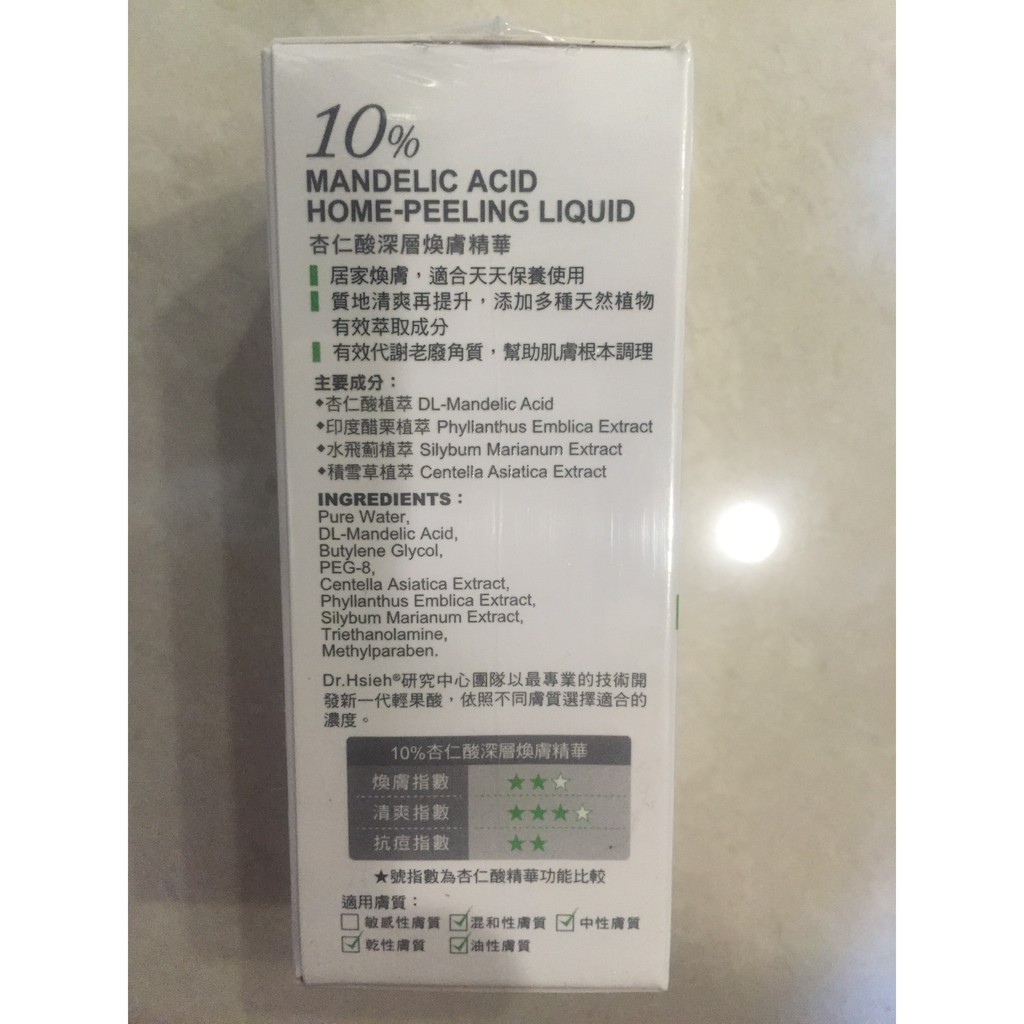 10%
MANDELIC ACID
HOME-PEELING LIQUID
杏仁酸深層煥膚精華
居家煥膚，適合天天保養使用
質地清爽再提升，添加多種天然植物
有效萃取成分
有效代謝老廢角質，幫助肌膚根本調理
主要成分：
◆杏仁酸植萃 DL-Mandelic Acid
◆印度醋栗植萃 Phyllanthus Emblica Extract
◆水飛薊植萃 Silybum Marianum Extract
◆積雪草植萃 Centella Asiatica Extract
INGREDIENTS：
Pure Water,
DL-Mandelic Acid,
Butylene Glycol,
PEG-8,
Centella Asiatica Extract,
Phyllanthus Emblica Extract,
Silybum Marianum Extract,
Triethanolamine,
Methylparaben.
Dr.Hsieh®研究中心團隊以最專業的技術開
發新一代輕果酸，依照不同膚質選擇適合的
濃度。
10%杏仁酸深層煥膚精華
煥膚指數 ★★☆
清爽指數 ★★★☆
抗痘指數 ★★
★號指數為杏仁酸精華功能比較
適用膚質：
☐敏感性膚質 ☑混和性膚質 ☑中性膚質
☑乾性膚質 ☑油性膚質